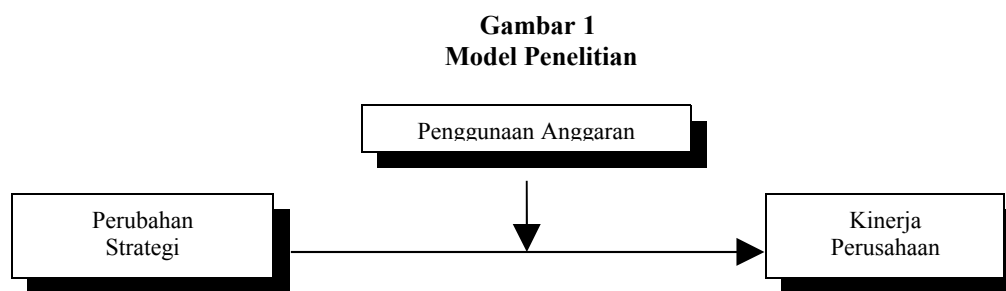 Gambar 1
Model Penelitian
Penggunaan Anggaran
Perubahan
Strategi
Kinerja
Perusahaan